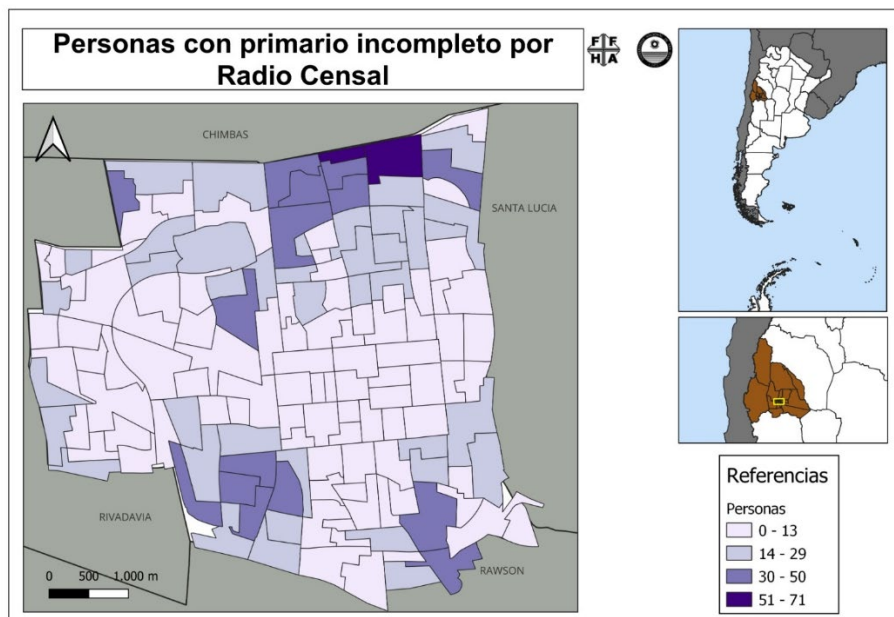 Personas con primario incompleto por
Radio Censal
F F
H A
CHIMBAS
SANTA LUCIA
RIVADAVIA
RAWSON
0 500 1.000 m
Referencias
Personas
0 - 13
14 - 29
30 - 50
51 - 71